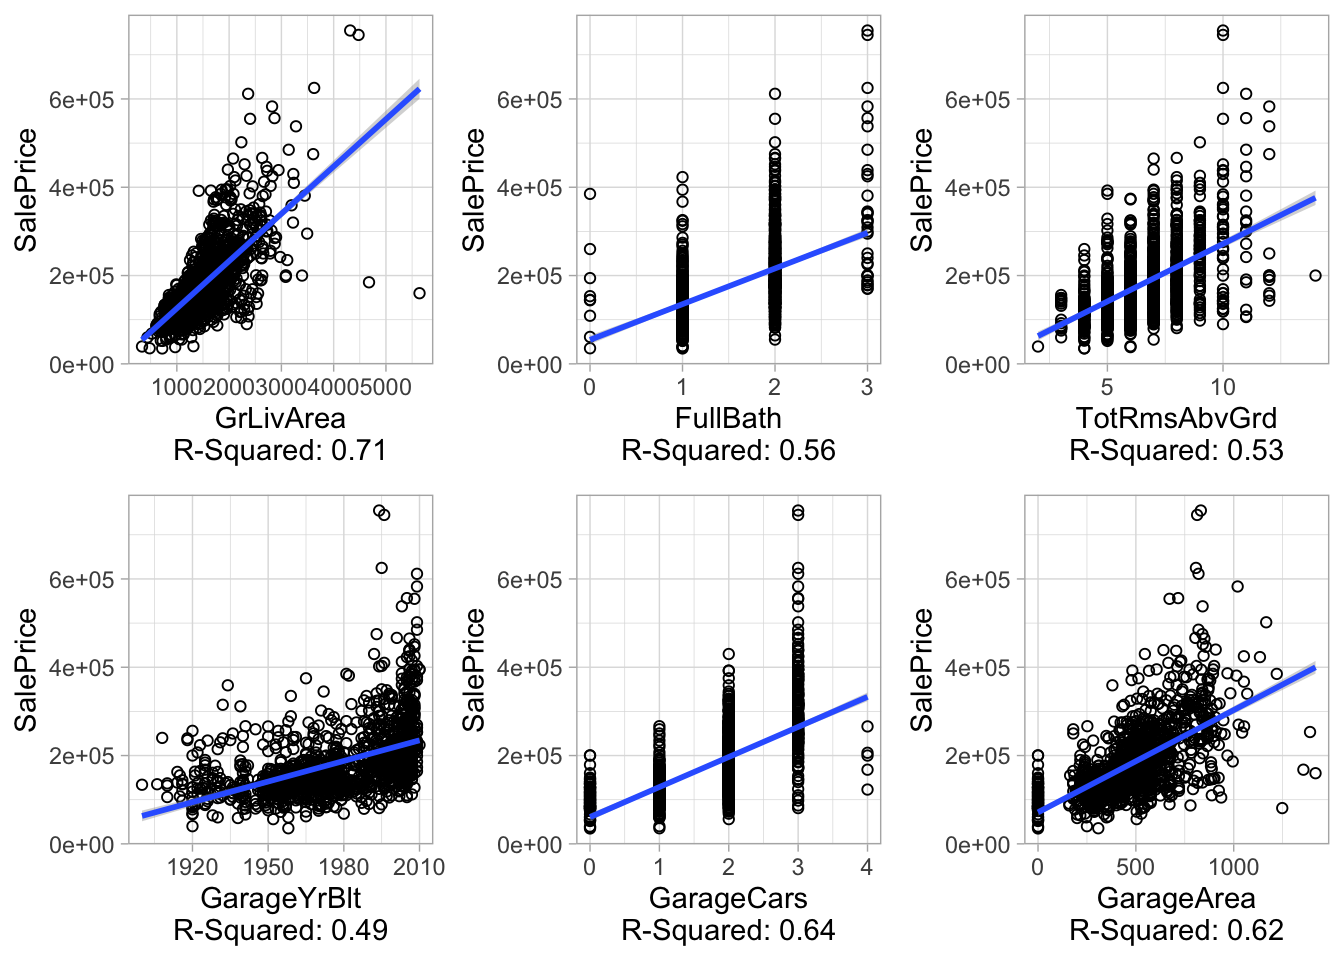 SalePrice
6e+05
4e+05
2e+05
0e+00
1000 2000 3000 4000 5000
GrLivArea
R-Squared: 0.71
SalePrice
6e+05
4e+05
2e+05
0e+00
0 1 2 3
FullBath
R-Squared: 0.56
SalePrice
6e+05
4e+05
2e+05
0e+00
5 10
TotRmsAbvGrd
R-Squared: 0.53
SalePrice
6e+05
4e+05
2e+05
0e+00
1920 1950 1980 2010
GarageYrBlt
R-Squared: 0.49
SalePrice
6e+05
4e+05
2e+05
0e+00
0 1 2 3 4
GarageCars
R-Squared: 0.64
SalePrice
6e+05
4e+05
2e+05
0e+00
0 500 1000
GarageArea
R-Squared: 0.62